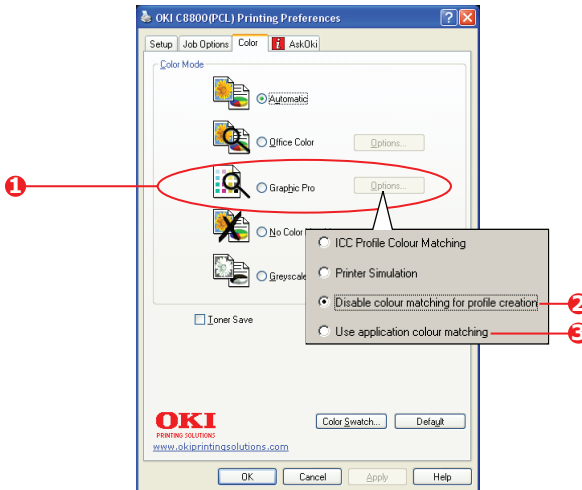 OKI C8800(PCL) Printing Preferences
Setup
Job Options
Color
AskOki
Color Mode
Automatic
Office Color
Options...
1
Graphic Pro
Options...
No Color
ICC Profile Colour Matching
Greyscale
Printer Simulation
Disable colour matching for profile creation
2
Toner Save
Use application colour matching
3
OKI
PRINTING SOLUTIONS
www.okiprintingsolutions.com
Color Swatch...
Default
OK
Cancel
Apply
Help